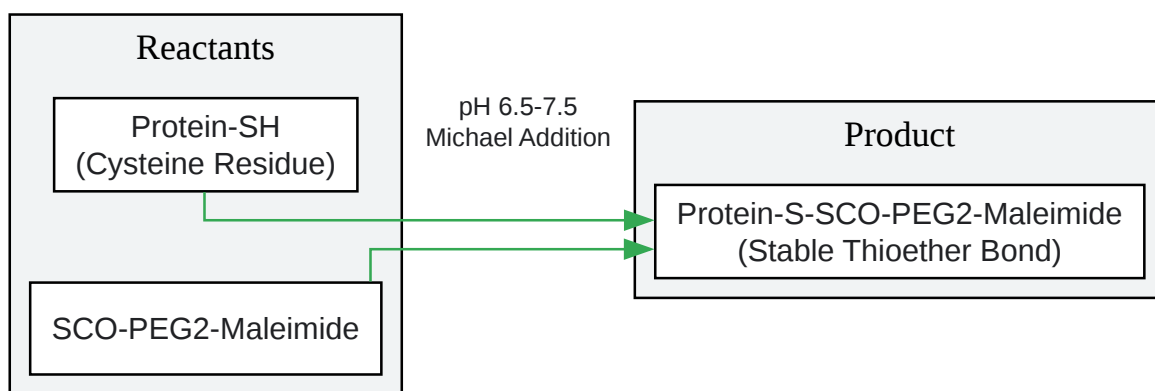 Reactants
Protein-SH
(Cysteine Residue)
SCO-PEG2-Maleimide
pH 6.5-7.5
Michael Addition
Product
Protein-S-SCO-PEG2-Maleimide
(Stable Thioether Bond)